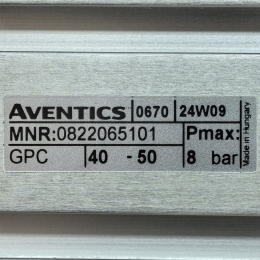 AVENTICS 0670 24W09
MNR:0822065101 Pmax:
GPC 40 - 50 8 bar
Made in Hungary